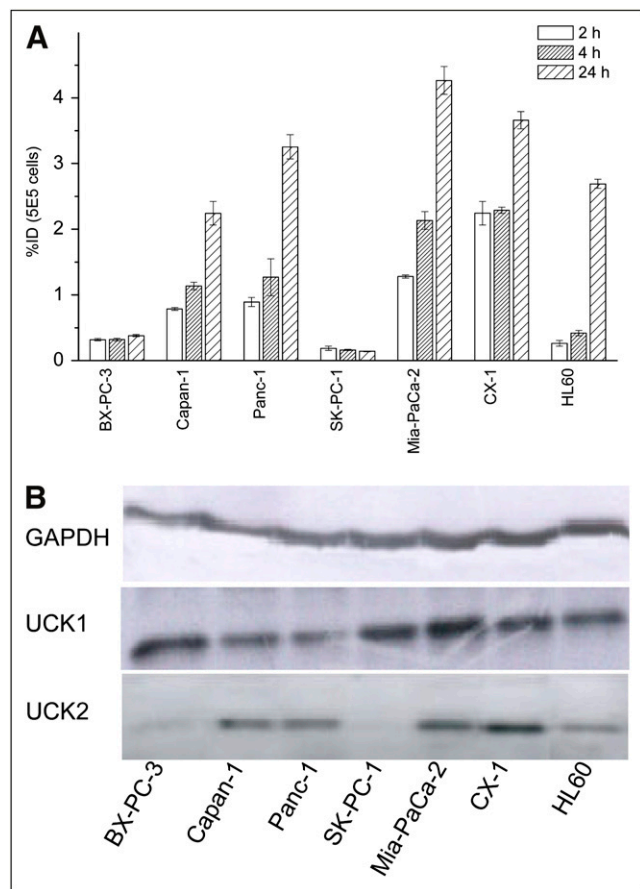 A
2 h
4 h
24 h
%ID (5E5 cells)
4
3
2
1
0
BX-PC-3
Capan-1
Panc-1
SK-PC-1
Mia-PaCa-2
CX-1
HL60
B
GAPDH
UCK1
UCK2
BX-PC-3
Capan-1
Panc-1
SK-PC-1
Mia-PaCa-2
CX-1
HL60